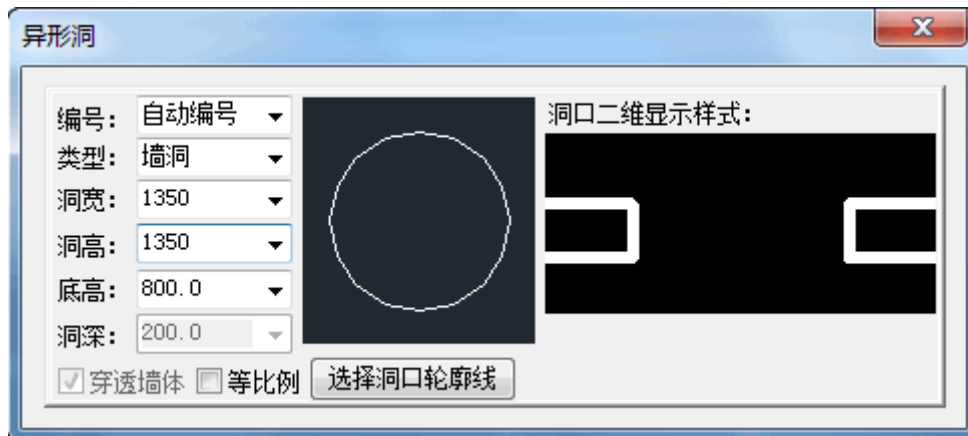 异形洞
编号： 自动编号
类型： 墙洞
洞宽： 1350
洞高： 1350
底高： 800.0
洞深： 200.0
穿透墙体 等比例 选择洞口轮廓线
洞口二维显示样式：